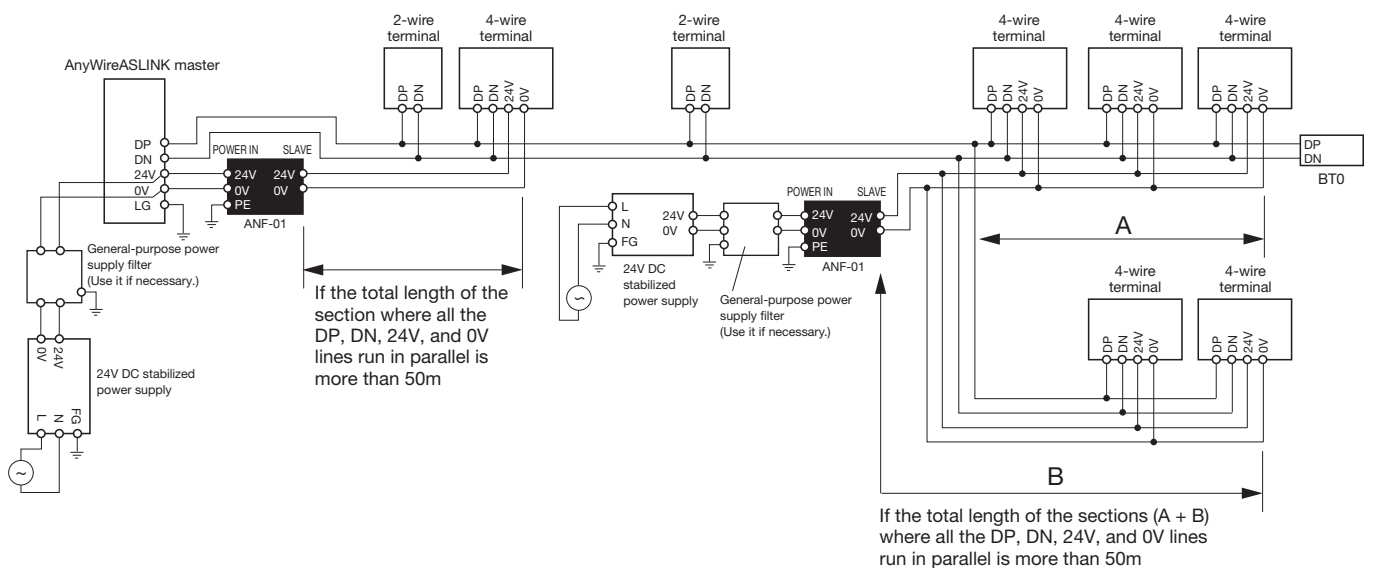 2-wire
terminal
4-wire
terminal
2-wire
terminal
4-wire
terminal
4-wire
terminal
4-wire
terminal
AnyWireASLINK master
DP
DN
DP
DN
24V
0V
DP
DN
DP
DN
24V
0V
DP
DN
24V
0V
DP
DN
24V
0V
DP
DN
24V
0V
LG
POWER IN
SLAVE
24V
0V
PE
24V
0V
ANF-01
DP
DN
BT0
General-purpose power
supply filter
(Use it if necessary.)
0V
24V
24V DC stabilized
power supply
L
N
FG
~
If the total length of the
section where all the
DP, DN, 24V, and 0V
lines run in parallel is
more than 50m
L
N
FG
24V
0V
24V DC
stabilized
power supply
~
General-purpose power
supply filter
(Use it if necessary.)
POWER IN
SLAVE
24V
0V
PE
24V
0V
ANF-01
A
4-wire
terminal
4-wire
terminal
DP
DN
24V
0V
DP
DN
24V
0V
B
If the total length of the sections (A + B)
where all the DP, DN, 24V, and 0V lines
run in parallel is more than 50m